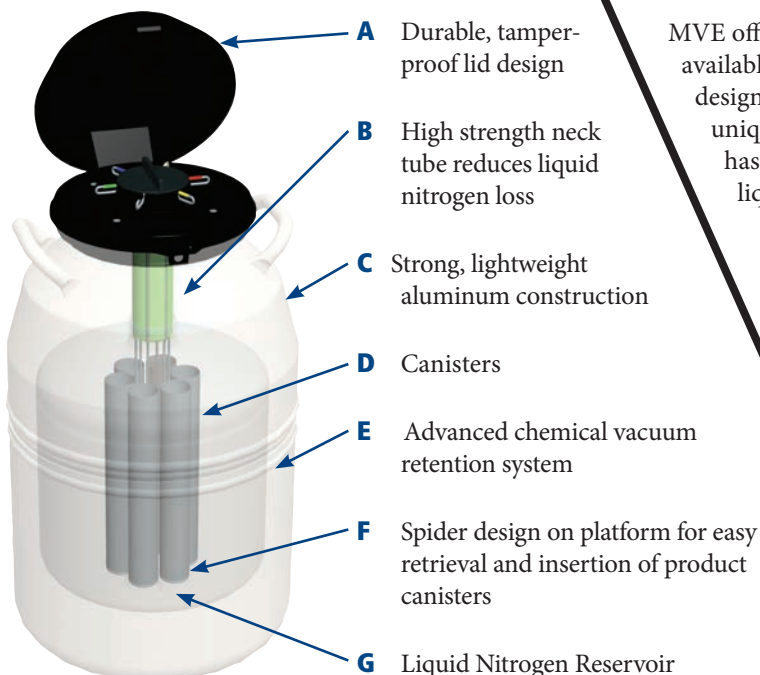 A Durable, tamper-
proof lid design
B High strength neck
tube reduces liquid
nitrogen loss
C Strong, lightweight
aluminum construction
D Canisters
E Advanced chemical vacuum
retention system
F Spider design on platform for easy
retrieval and insertion of product
canisters
G Liquid Nitrogen Reservoir
MVE off
availabl
design
uniq
has
liq